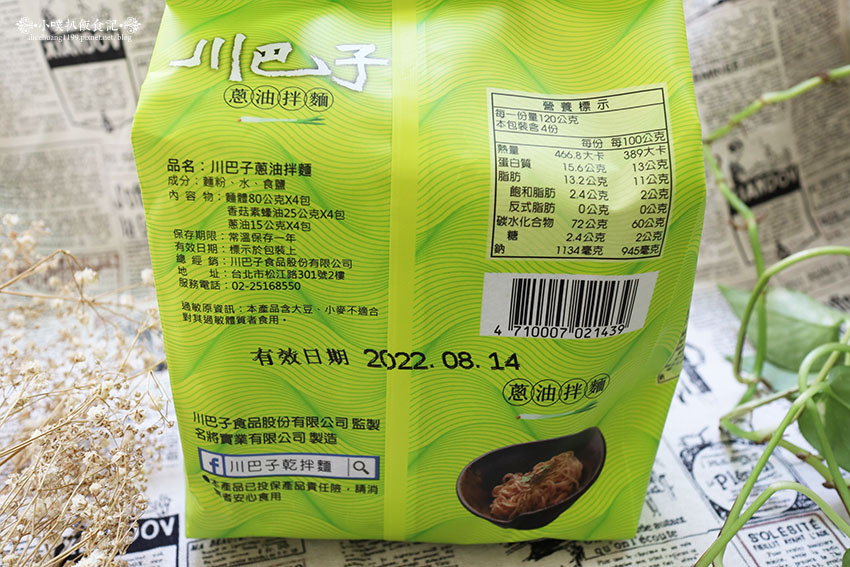 小噗趴飯食記
川巴子
蔥油拌麵
品名：川巴子蔥油拌麵
成分：麵粉、水、食鹽
內容物：麵體80公克X4包
香菇素蠔油25公克X4包
蔥油15公克X4包
保存期限：常溫保存一年
有效日期：標示於包裝上
總經銷：川巴子食品股份有限公司
地址：台北市松江路301號2樓
服務電話：02-25168550
過敏原資訊：本產品含大豆、小麥不適合
對其過敏體質者食用。
營養標示
每一份量120公克
本包裝含4份
每份 每100公克
熱量 466.8大卡 389大卡
蛋白質 15.6公克 13公克
脂肪 13.2公克 11公克
飽和脂肪 2.4公克 2公克
反式脂肪 0公克 0公克
碳水化合物 72公克 60公克
糖 2.4公克 2公克
鈉 1134毫克 945毫克
4 710007 021439
有效日期 2022. 08. 14
蔥油拌麵
川巴子食品股份有限公司 監製
名將實業有限公司 製造
f 川巴子乾拌麵
●本產品已投保產品責任險，請消
費者安心食用
S'OLÉSITÉ